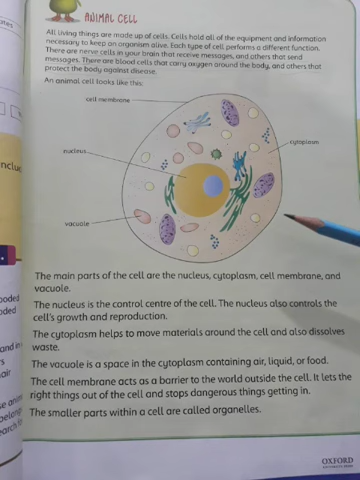 ANIMAL CELL
All living things are made up of cells. Cells hold all of the equipment and information
necessary to keep an organism alive. Each type of cell performs a different function.
There are nerve cells in your brain that receive messages, and others that send
messages. There are blood cells that carry oxygen around the body, and others that
protect the body against disease.
An animal cell looks like this:
cell membrane
cytoplasm
nucleus
vacuole
The main parts of the cell are the nucleus, cytoplasm, cell membrane, and
vacuole.
The nucleus is the control centre of the cell. The nucleus also controls the
cell's growth and reproduction.
The cytoplasm helps to move materials around the cell and also dissolves
waste.
The vacuole is a space in the cytoplasm containing air, liquid, or food.
The cell membrane acts as a barrier to the world outside the cell. It lets the
right things out of the cell and stops dangerous things getting in.
The smaller parts within a cell are called organelles.
OXFORD